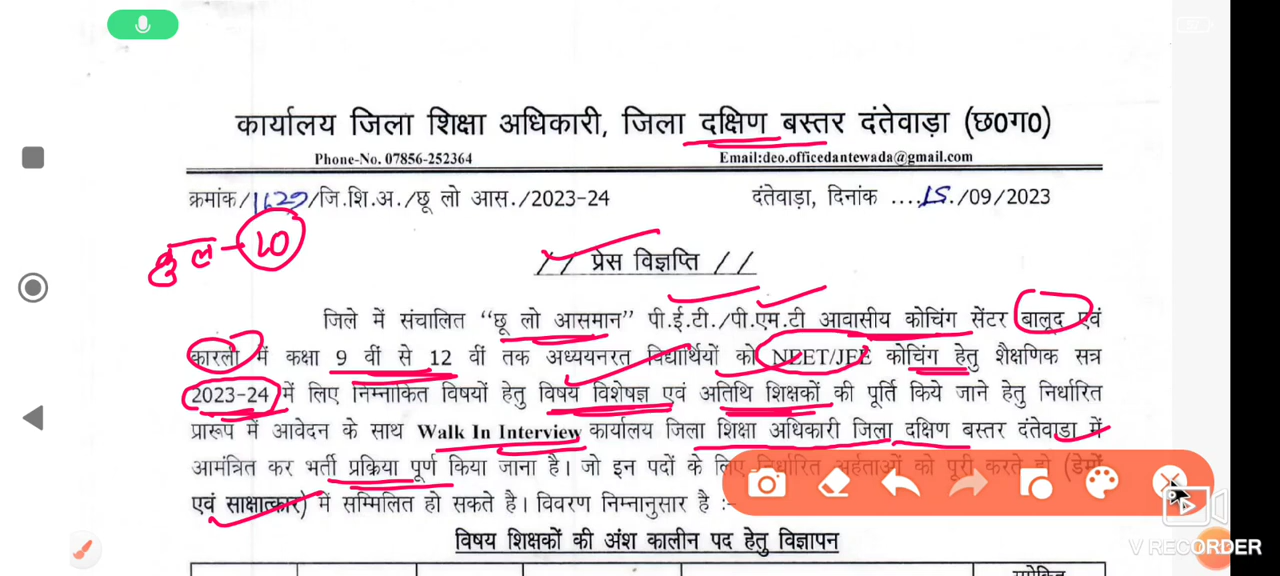 कार्यालय जिला शिक्षा अधिकारी, जिला दक्षिण बस्तर दंतेवाड़ा (छ0ग0)
Phone-No. 07856-252364 Email:deo.officedantewada@gmail.com
क्रमांक/1629/जि.शि.अ./छू लो आस./2023-24 दंतेवाड़ा, दिनांक ....15./09/2023
कुल - 10
// प्रेस विज्ञप्ति //
जिले में संचालित “छू लो आसमान” पी.ई.टी./पी.एम.टी आवासीय कोचिंग सेंटर बालूद एवं
कारली में कक्षा 9 वीं से 12 वीं तक अध्ययनरत विद्यार्थियों को NEET/JEE कोचिंग हेतु शैक्षणिक सत्र
2023-24 में लिए निम्नांकित विषयों हेतु विषय विशेषज्ञ एवं अतिथि शिक्षकों की पूर्ति किये जाने हेतु निर्धारित
प्रारूप में आवेदन के साथ Walk In Interview कार्यालय जिला शिक्षा अधिकारी जिला दक्षिण बस्तर दंतेवाडा में
आमंत्रित कर भर्ती प्रक्रिया पूर्ण किया जाना है। जो इन पदों के लिए निर्धारित अर्हताओं को पूरी करते हो (डेमो
एवं साक्षात्कार) में सम्मिलित हो सकते है। विवरण निम्नानुसार है :-
विषय शिक्षकों की अंश कालीन पद हेतु विज्ञापन
V RECORDER